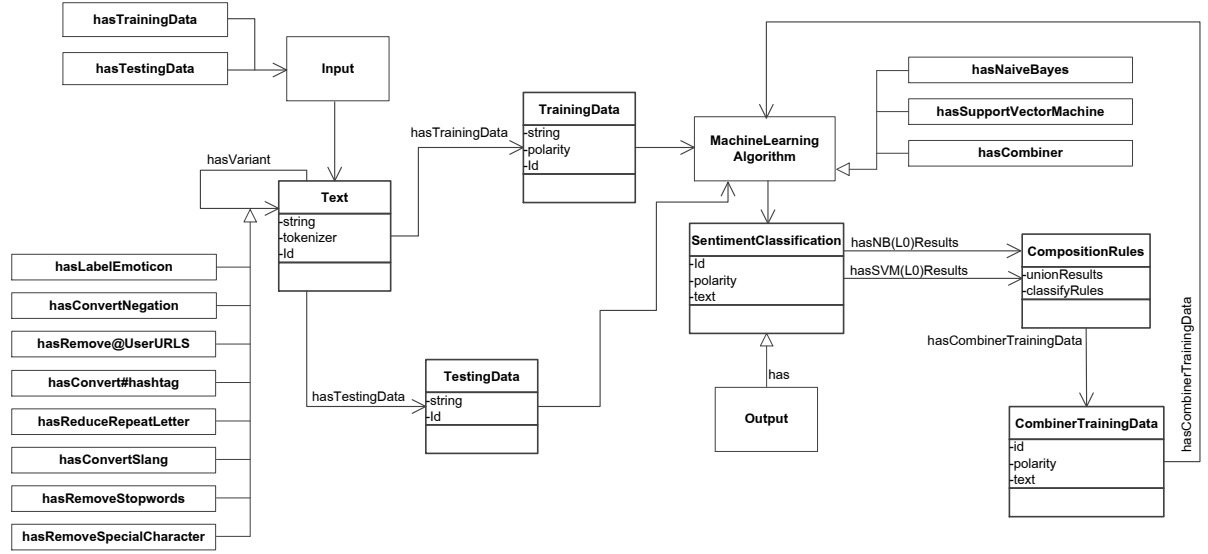 hasTrainingData
hasTestingData
Input
hasNaiveBayes
hasSupportVectorMachine
hasCombiner
MachineLearning
Algorithm
TrainingData
-string
-polarity
-Id
hasTrainingData
hasVariant
Text
-string
-tokenizer
-Id
hasLabelEmoticon
hasConvertNegation
hasRemove@UserURLS
hasConvert#hashtag
hasReduceRepeatLetter
hasConvertSlang
hasRemoveStopwords
hasRemoveSpecialCharacter
hasTestingData
TestingData
-string
-Id
SentimentClassification
-Id
-polarity
-text
hasNB(L0)Results
hasSVM(L0)Results
CompositionRules
-unionResults
-classifyRules
has
Output
hasCombinerTrainingData
CombinerTrainingData
-id
-polarity
-text
hasCombinerTrainingData